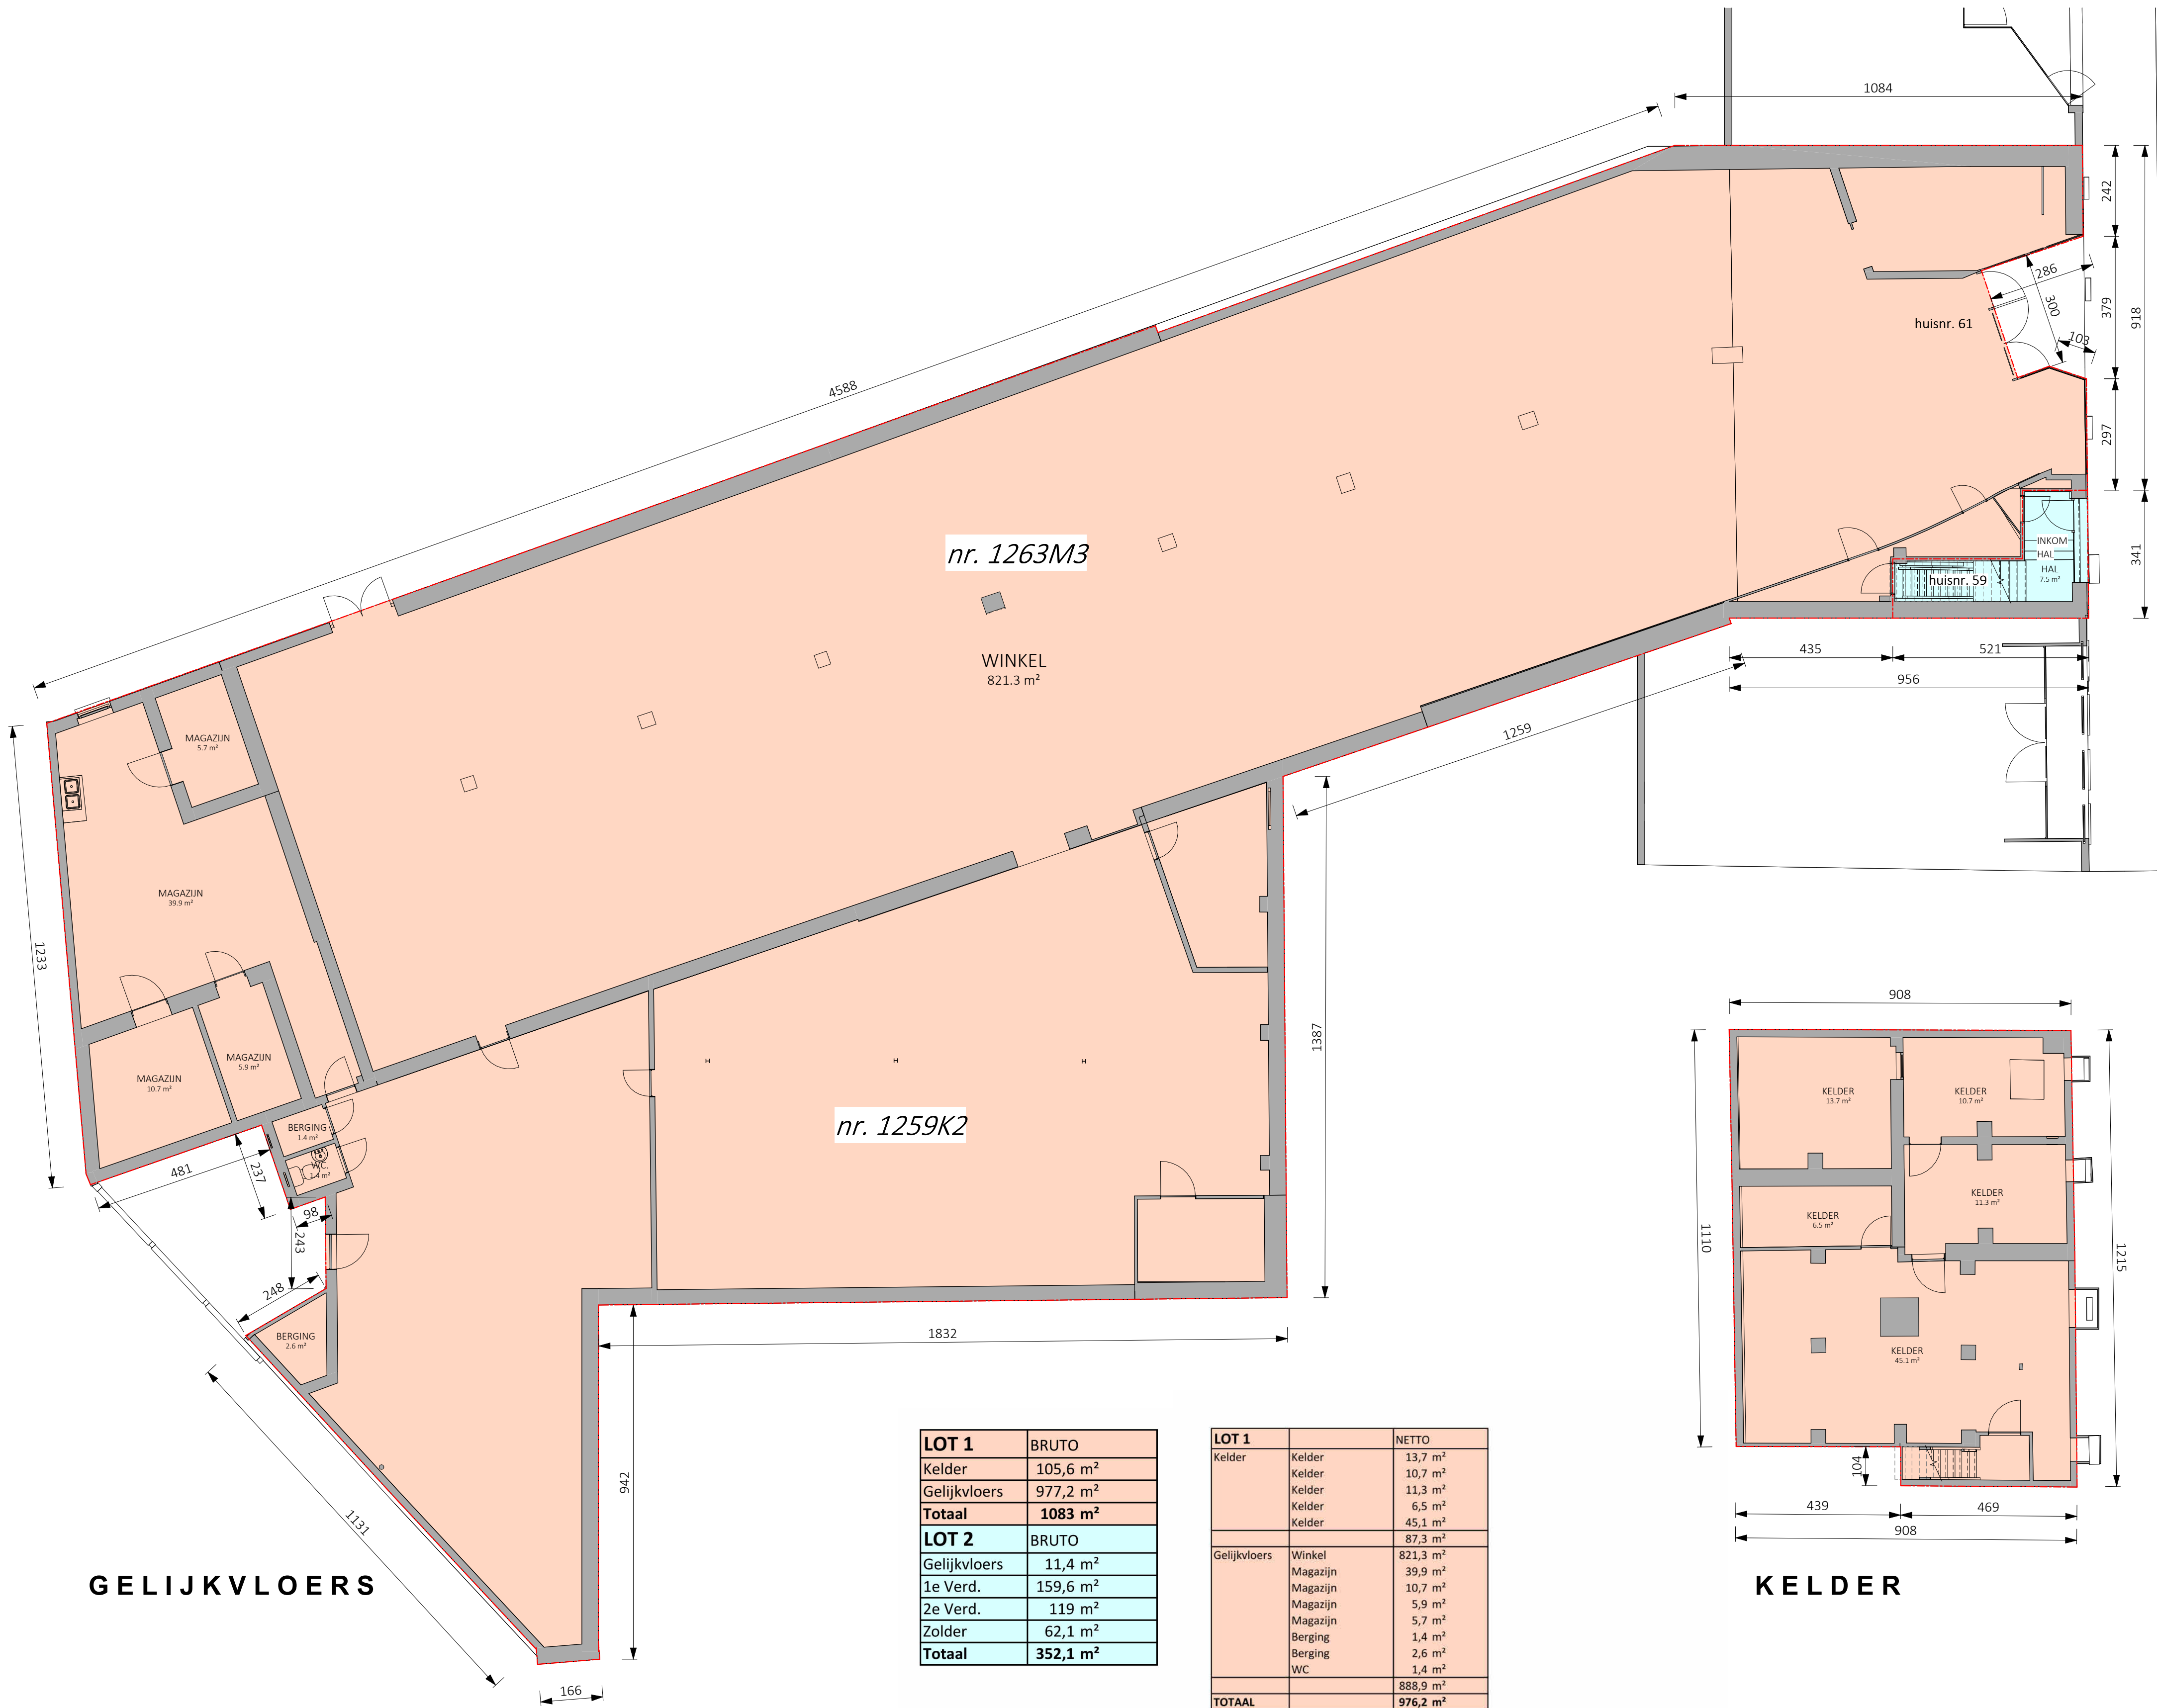 1084
242
286
379
300
918
103
huisnr. 61
297
4588
nr. 1263M3
INKOM
HAL
HAL
7.5 m²
huisnr. 59
341
WINKEL
821.3 m²
435
521
956
1259
MAGAZIJN
5.7 m²
MAGAZIJN
39.9 m²
1233
1387
MAGAZIJN
5.9 m²
MAGAZIJN
10.7 m²
nr. 1259K2
BERGING
1.4 m²
WC.
1.4 m²
481
237
98
243
248
BERGING
2.6 m²
1832
942
1131
166
908
KELDER
13.7 m²
KELDER
10.7 m²
KELDER
11.3 m²
KELDER
6.5 m²
1110
1215
KELDER
45.1 m²
104
439
469
908
LOT 1 BRUTO
Kelder 105,6 m²
Gelijkvloers 977,2 m²
Totaal 1083 m²
LOT 2 BRUTO
Gelijkvloers 11,4 m²
1e Verd. 159,6 m²
2e Verd. 119 m²
Zolder 62,1 m²
Totaal 352,1 m²
LOT 1 NETTO
Kelder Kelder 13,7 m²
Kelder 10,7 m²
Kelder 11,3 m²
Kelder 6,5 m²
Kelder 45,1 m²
87,3 m²
Gelijkvloers Winkel 821,3 m²
Magazijn 39,9 m²
Magazijn 10,7 m²
Magazijn 5,9 m²
Magazijn 5,7 m²
Berging 1,4 m²
Berging 2,6 m²
WC 1,4 m²
888,9 m²
TOTAAL 976,2 m²
GELIJKVLOERS
KELDER